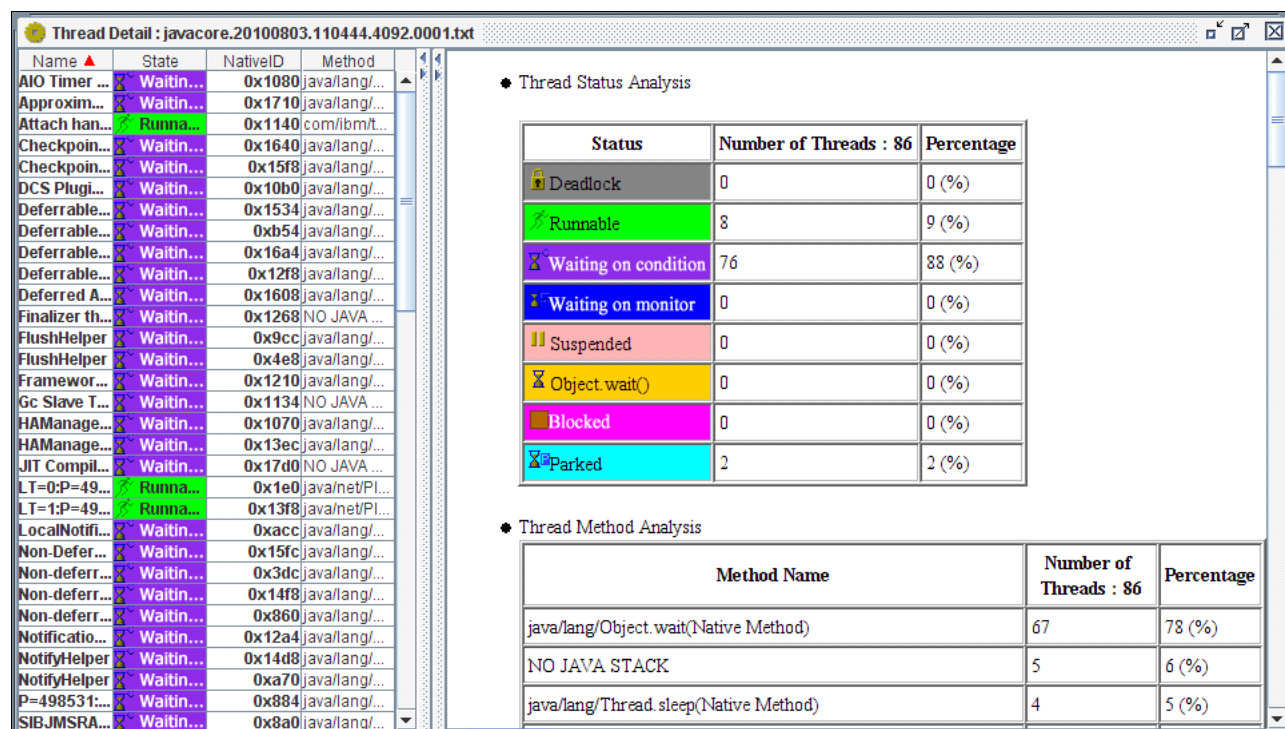 Thread Detail : javacore.20100803.110444.4092.0001.txt
Name State NativeID Method
AIO Timer ... Waitin... 0x1080 java/lang/...
Approxim... Waitin... 0x1710 java/lang/...
Attach han... Runna... 0x1140 com/ibm/t...
Checkpoin... Waitin... 0x1640 java/lang/...
Checkpoin... Waitin... 0x15f8 java/lang/...
DCS Plugi... Waitin... 0x10b0 java/lang/...
Deferrable... Waitin... 0x1534 java/lang/...
Deferrable... Waitin... 0xb54 java/lang/...
Deferrable... Waitin... 0x16a4 java/lang/...
Deferrable... Waitin... 0x12f8 java/lang/...
Deferred A... Waitin... 0x1608 java/lang/...
Finalizer th... Waitin... 0x1268 NO JAVA ...
FlushHelper Waitin... 0x9cc java/lang/...
FlushHelper Waitin... 0x4e8 java/lang/...
Framewor... Waitin... 0x1210 java/lang/...
Gc Slave T... Waitin... 0x1134 NO JAVA ...
HAManage... Waitin... 0x1070 java/lang/...
HAManage... Waitin... 0x13ec java/lang/...
JIT Compil... Waitin... 0x17d0 NO JAVA ...
LT=0:P=49... Runna... 0x1e0 java/net/Pl...
LT=1:P=49... Runna... 0x13f8 java/net/Pl...
LocalNotifi... Waitin... 0xacc java/lang/...
Non-Defer... Waitin... 0x15fc java/lang/...
Non-deferr... Waitin... 0x3dc java/lang/...
Non-deferr... Waitin... 0x14f8 java/lang/...
Non-deferr... Waitin... 0x860 java/lang/...
Notificatio... Waitin... 0x12a4 java/lang/...
NotifyHelper Waitin... 0x14d8 java/lang/...
NotifyHelper Waitin... 0xa70 java/lang/...
P=498531:... Waitin... 0x884 java/lang/...
SIBJMSRA... Waitin... 0x8a0 java/lang/...
Thread Status Analysis
Status Number of Threads : 86 Percentage
Deadlock 0 0 (%)
Runnable 8 9 (%)
Waiting on condition 76 88 (%)
Waiting on monitor 0 0 (%)
Suspended 0 0 (%)
Object.wait() 0 0 (%)
Blocked 0 0 (%)
Parked 2 2 (%)
Thread Method Analysis
Method Name Number of Threads : 86 Percentage
java/lang/Object.wait(Native Method) 67 78 (%)
NO JAVA STACK 5 6 (%)
java/lang/Thread.sleep(Native Method) 4 5 (%)